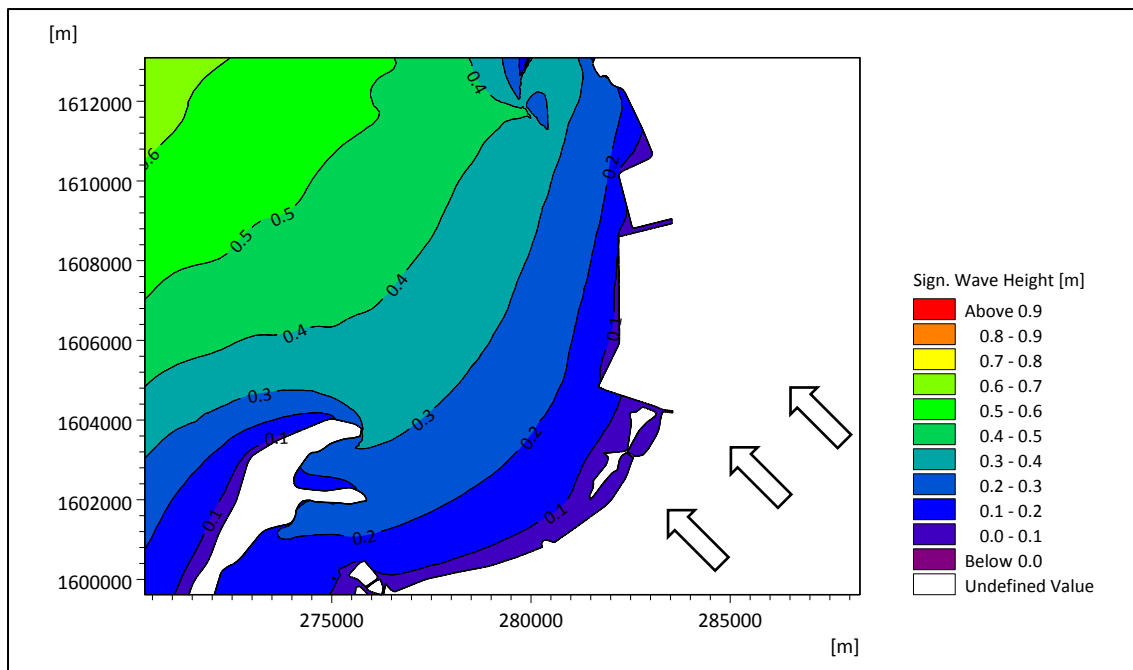 [m]
1612000
1610000
1608000
1606000
1604000
1602000
1600000
275000
280000
285000
[m]
0.4
0.6
0.5
0.5
0.2
0.4
0.4
0.1
0.3
0.3
0.2
0.1
0.1
0.1
0.2
Sign. Wave Height [m]
Above 0.9
0.8 - 0.9
0.7 - 0.8
0.6 - 0.7
0.5 - 0.6
0.4 - 0.5
0.3 - 0.4
0.2 - 0.3
0.1 - 0.2
0.0 - 0.1
Below 0.0
Undefined Value